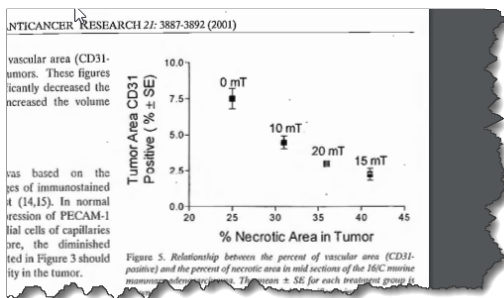 ANTICANCER RESEARCH 21: 3887-3892 (2001)
vascular area (CD31-
umors. These figures
ficantly decreased the
ncreased the volume
was based on the
ges of immunostained
t (14,15). In normal
ression of PECAM-1
lial cells of capillaries
ore, the diminished
ted in Figure 3 should
ity in the tumor.
Tumor Area CD31
Positive (% ± SE)
10.0
7.5
5.0
2.5
0.0
0 mT
10 mT
20 mT
15 mT
20
25
30
35
40
45
% Necrotic Area in Tumor
Figure 5. Relationship between the percent of vascular area (CD31-
positive) and the percent of necrotic area in mid sections of the 16/C murine
mammary adenocarcinoma. The mean ± SE for each treatment group is